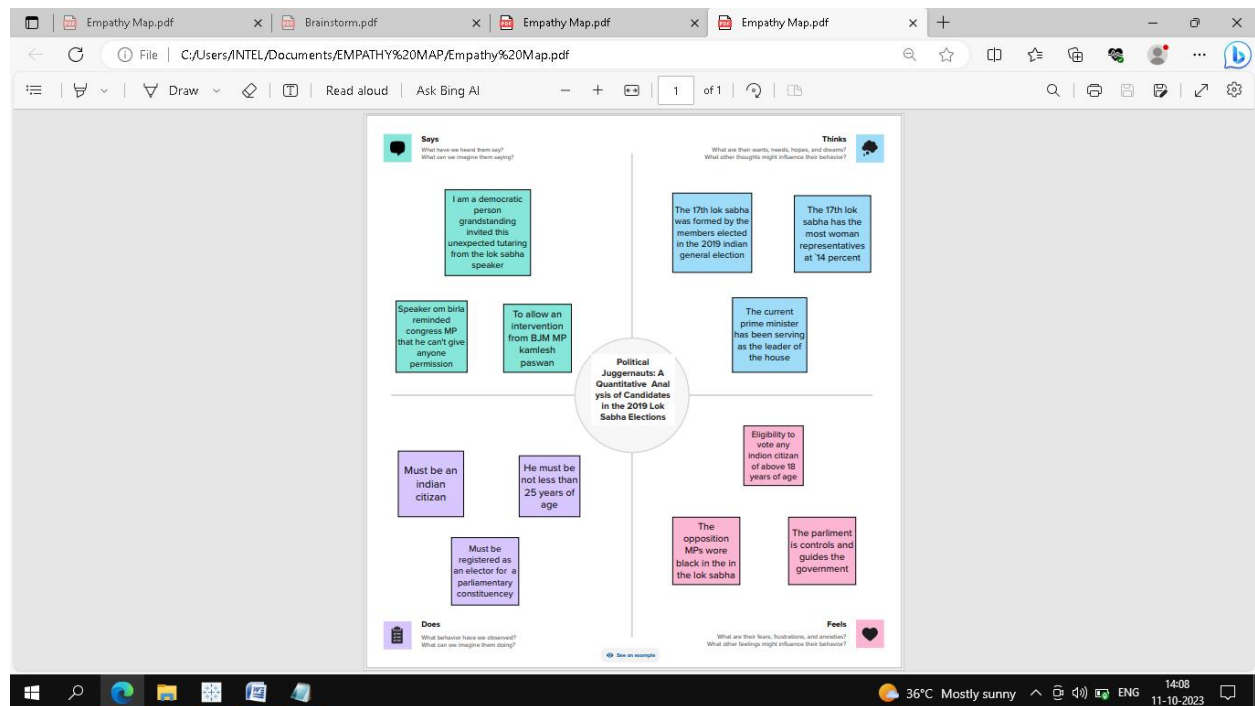 Empathy Map.pdf
Brainstorm.pdf
Empathy Map.pdf
Empathy Map.pdf
File
C:/Users/INTEL/Documents/EMPATHY%20MAP/Empathy%20Map.pdf
Draw
Read aloud
Ask Bing AI
1
of 1
Says
What have we heard them say?
What can we imagine them saying?
Thinks
What are their wants, needs, hopes, and dreams?
What other thoughts might influence their behavior?
I am a democratic
person
grandstanding
invited this
unexpected tutoring
from the lok sabha
speaker
Speaker om birla
reminded
congress MP
that he can't give
anyone
permission
To allow an
intervention
from BJM MP
kamlesh
paswan
The 17th lok sabha
was formed by the
members elected
in the 2019 indian
general election
The 17th lok
sabha has the
most woman
representatives
at `14 percent
The current
prime minister
has been serving
as the leader of
the house
Political
Juggernauts: A
Quantitative Anal
ysis of Candidates
in the 2019 Lok
Sabha Elections
Must be an
indian
citizan
He must be
not less than
25 years of
age
Must be
registered as
an elector for a
parliamentary
constituencey
Eligibility to
vote any
indion citizan
of above 18
years of age
The
opposition
MPs wore
black in the in
the lok sabha
The parliment
is controls and
guides the
government
Does
What behavior have we observed?
What can we imagine them doing?
Feels
What are their fears, frustrations, and anxieties?
What other feelings might influence their behavior?
See an example
36°C Mostly sunny
ENG
14:08
11-10-2023